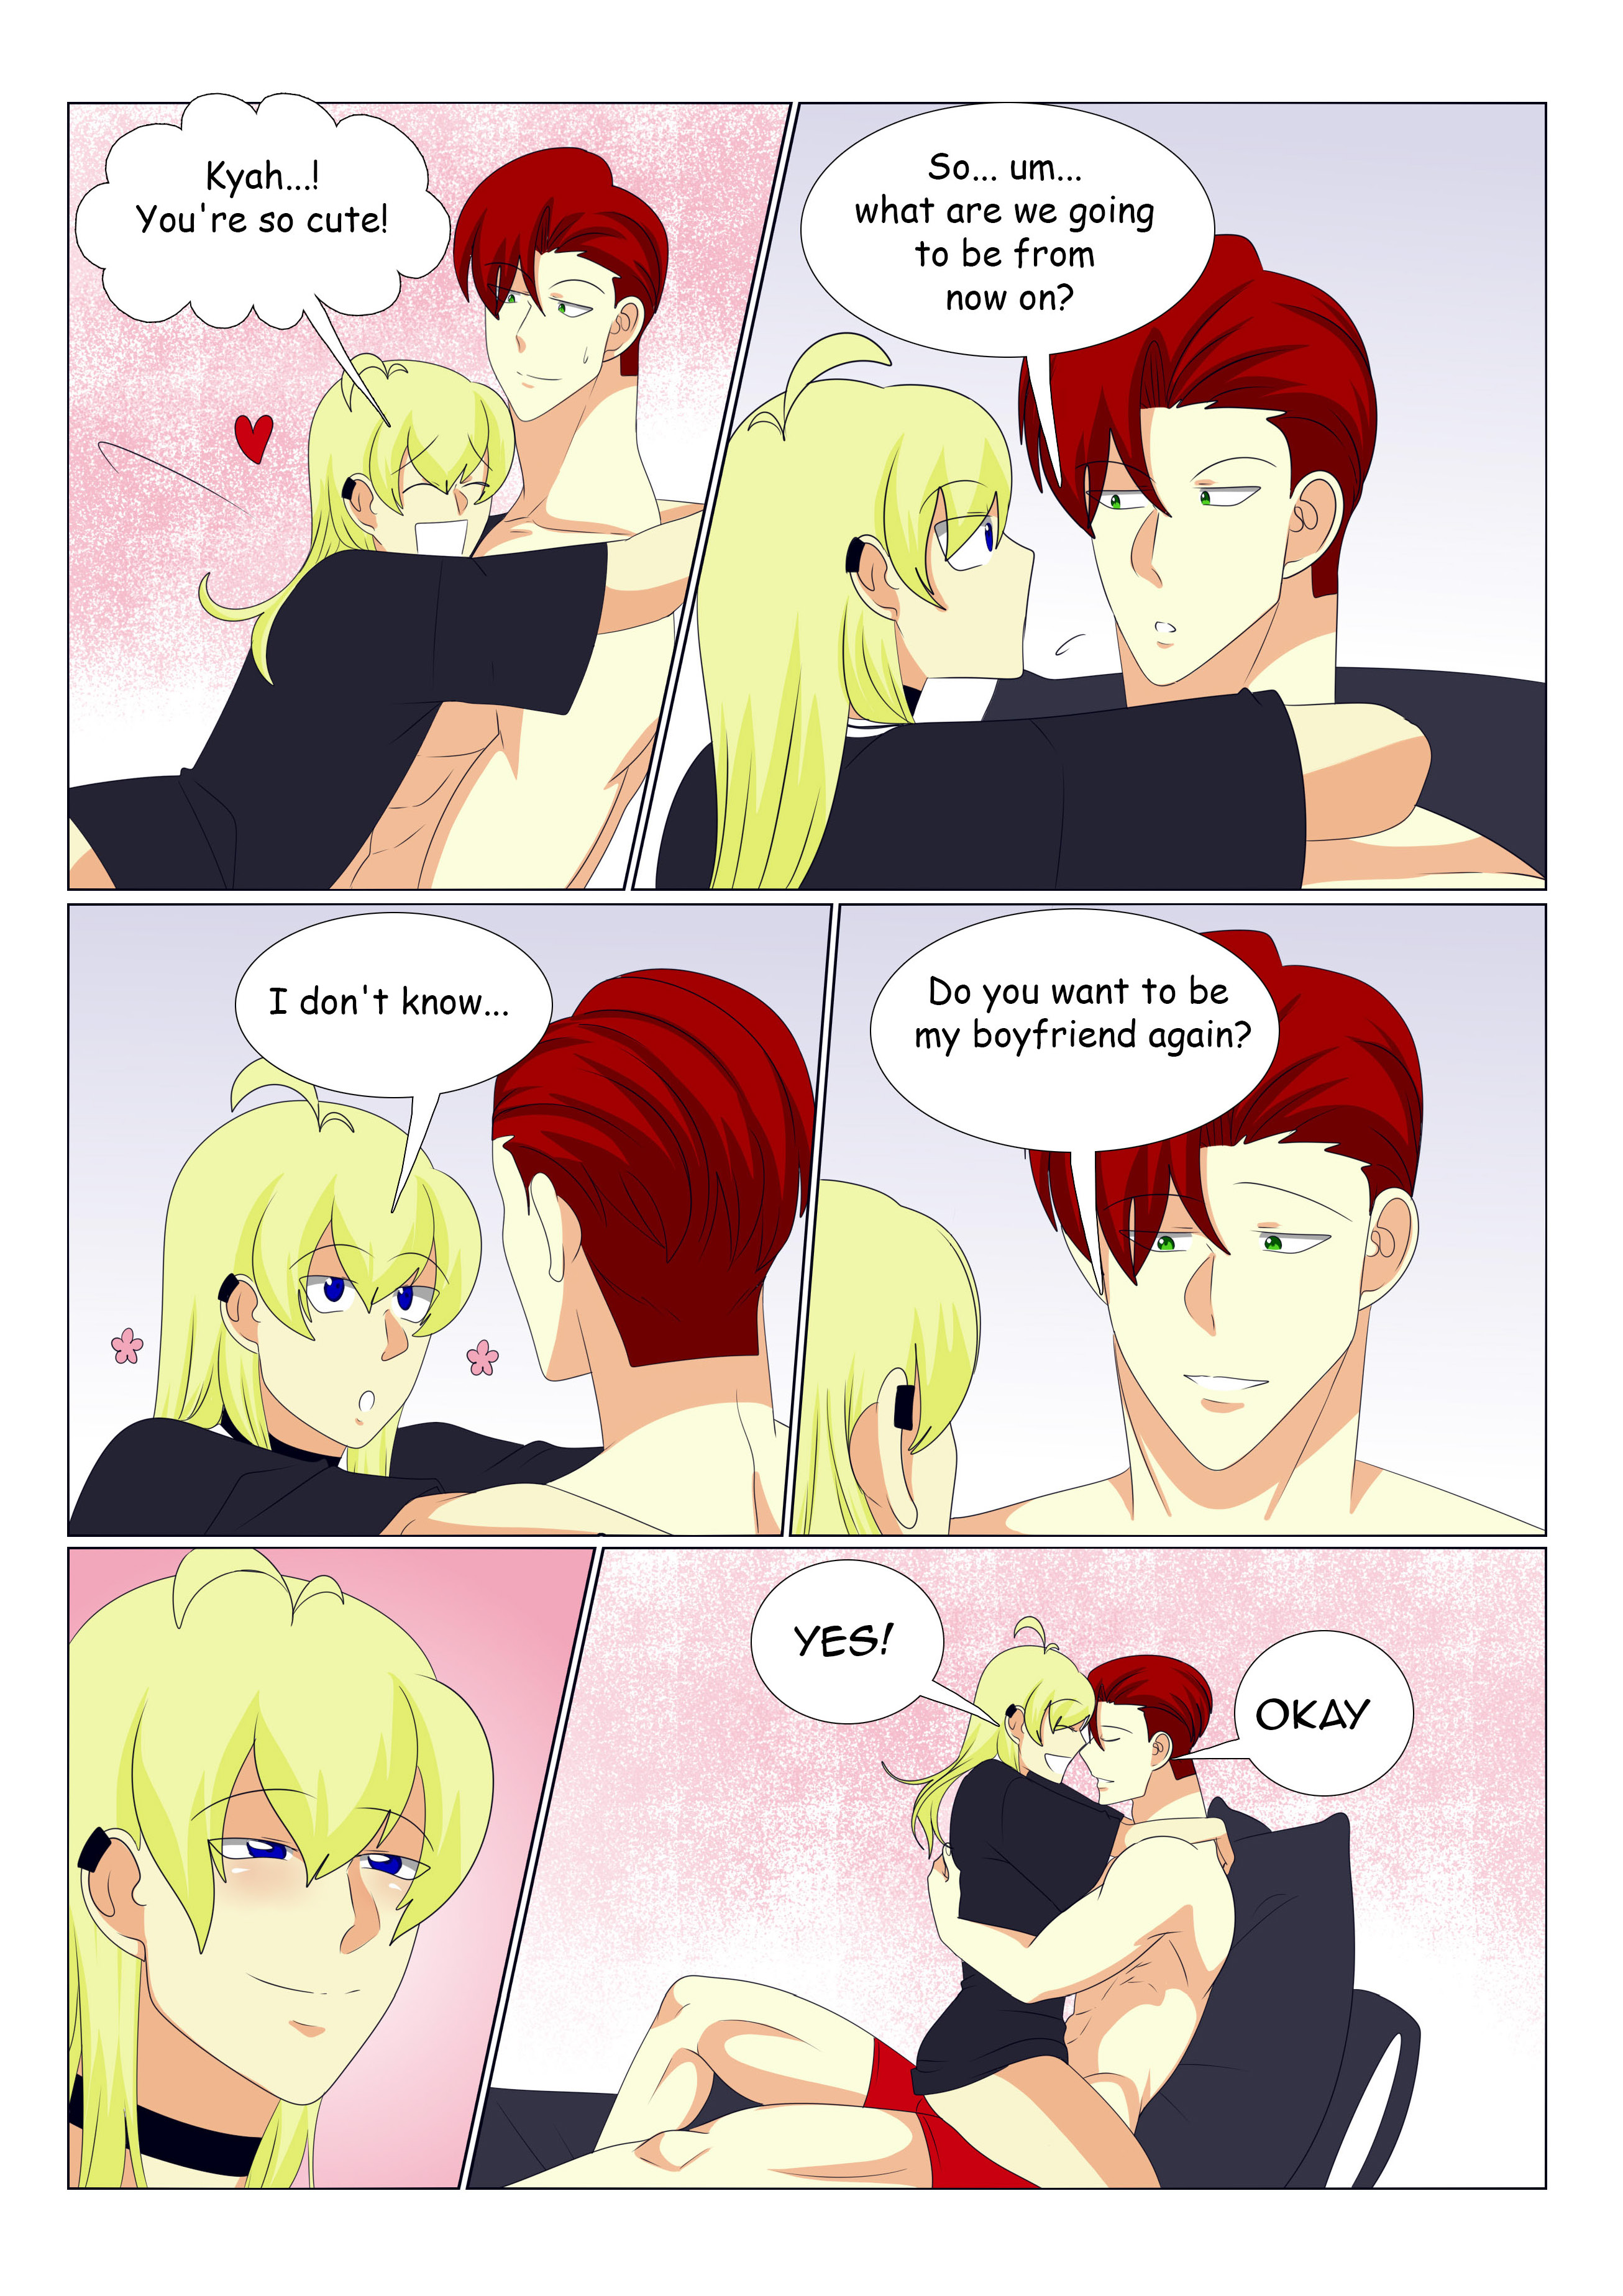 Kyah...!
You're so cute!
So... um...
what are we going
to be from
now on?
I don't know...
Do you want to be
my boyfriend again?
YES!
OKAY